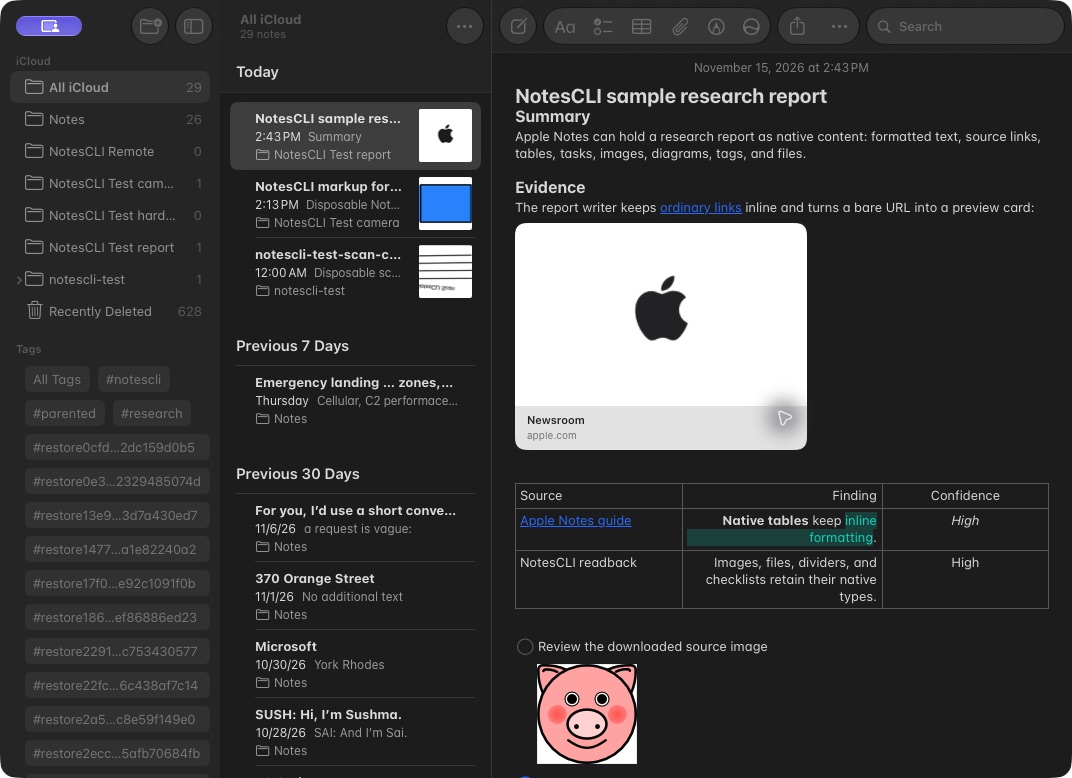 iCloud
All iCloud 29
Notes 26
NotesCLI Remote 0
NotesCLI Test cam... 1
NotesCLI Test hard... 0
NotesCLI Test report 1
notescli-test 1
Recently Deleted 628
Tags
All Tags #notescli
#parented #research
#restore0cfd...2dc159d0b5
#restore0e3...2329485074d
#restore13e9...3d7a430ed7
#restore1477...a1e82240a2
#restore17f0...e92c1091f0b
#restore186...ef86886ed23
#restore2291...c753430577
#restore22fc...6c438af7c14
#restore2a5...c8e59f149e0
#restore2ecc...5afb70684fb
All iCloud
29 notes
Today
NotesCLI sample res...
2:43 PM Summary
NotesCLI Test report
NotesCLI markup for...
2:13 PM Disposable Not...
NotesCLI Test camera
notescli-test-scan-c...
12:00 AM Disposable sc...
notescli-test
Previous 7 Days
Emergency landing ... zones,...
Thursday Cellular, C2 performace...
Notes
Previous 30 Days
For you, I'd use a short conve...
11/6/26 a request is vague:
Notes
370 Orange Street
11/1/26 No additional text
Notes
Microsoft
10/30/26 York Rhodes
Notes
SUSH: Hi, I'm Sushma.
10/28/26 SAI: And I'm Sai.
Notes
Aa
Search
November 15, 2026 at 2:43 PM
NotesCLI sample research report
Summary
Apple Notes can hold a research report as native content: formatted text, source links,
tables, tasks, images, diagrams, tags, and files.
Evidence
The report writer keeps ordinary links inline and turns a bare URL into a preview card:
Newsroom
apple.com
Source Finding Confidence
Apple Notes guide Native tables keep inline High
formatting.
NotesCLI readback Images, files, dividers, and High
checklists retain their native
types.
Review the downloaded source image